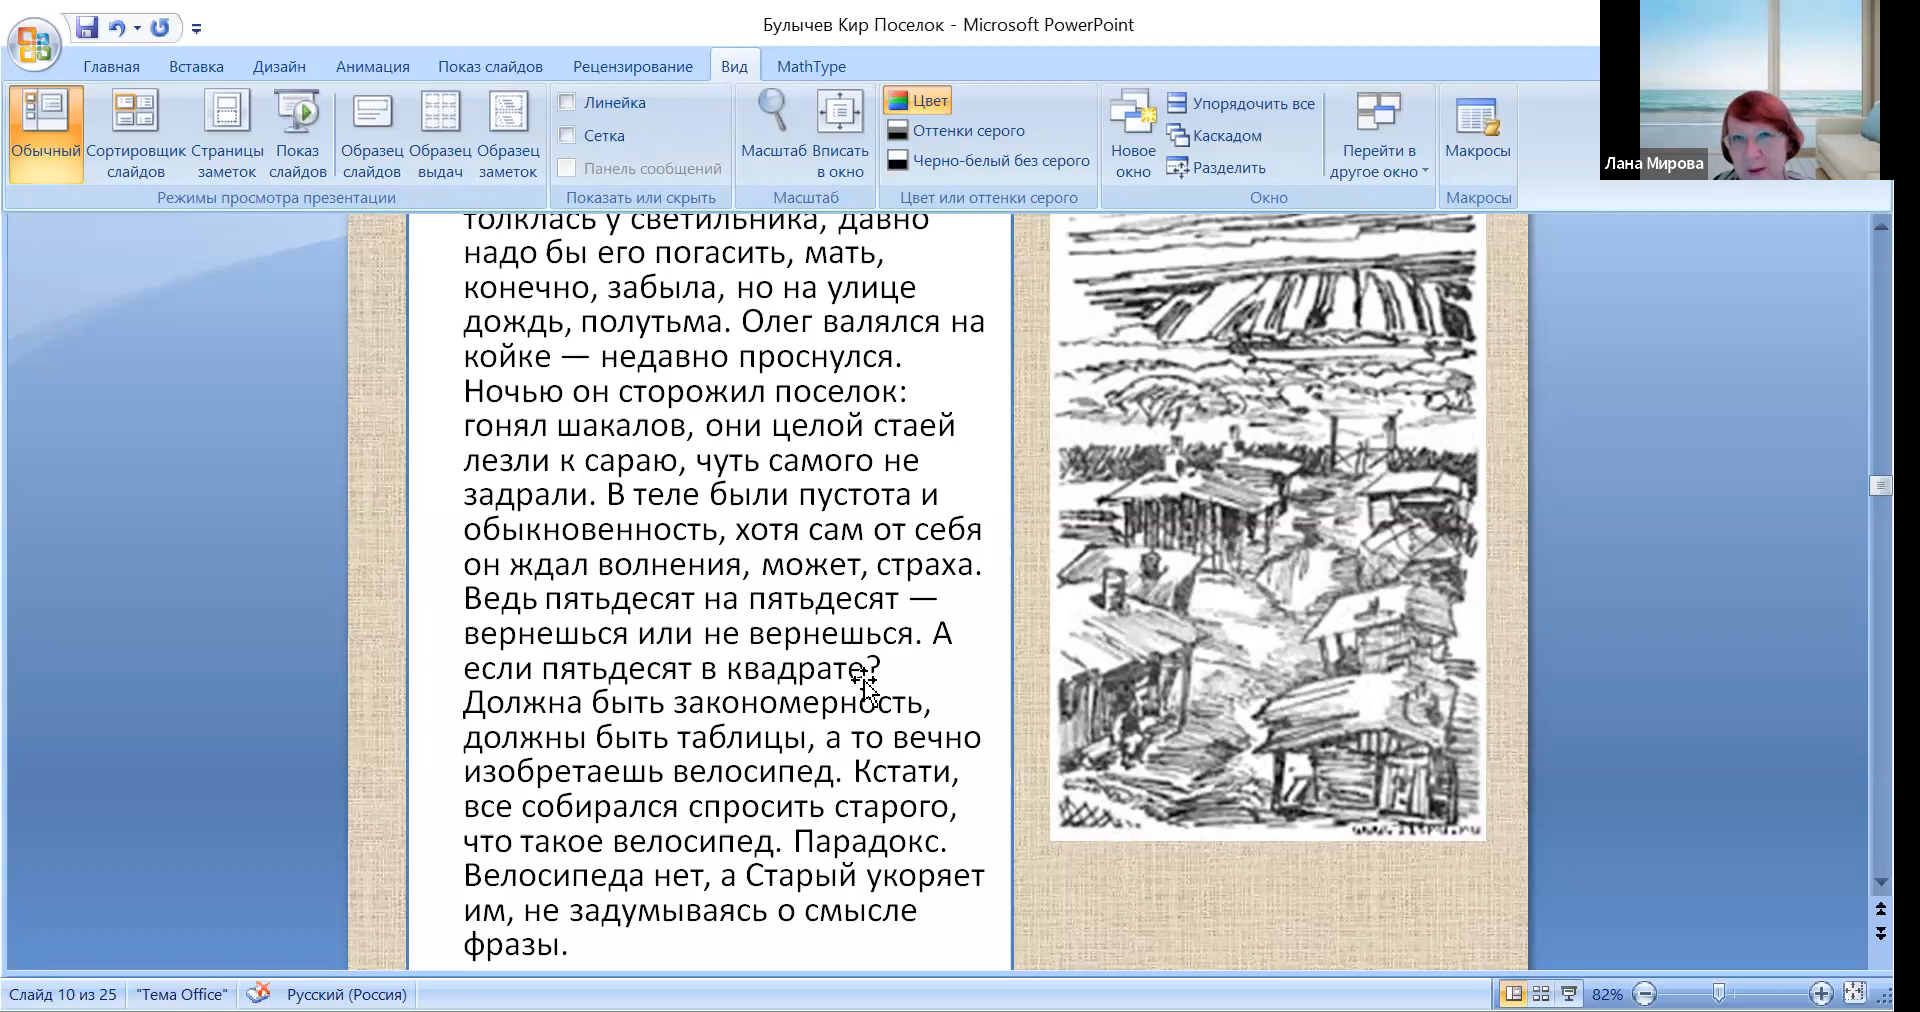 Булычев Кир Поселок - Microsoft PowerPoint
Главная
Вставка
Дизайн
Анимация
Показ слайдов
Рецензирование
Вид
MathType
Обычный
Сортировщик
слайдов
Страницы
заметок
Показ
слайдов
Образец
слайдов
Образец
выдач
Образец
заметок
Режимы просмотра презентации
Линейка
Сетка
Панель сообщений
Показать или скрыть
Масштаб
Вписать
в окно
Масштаб
Цвет
Оттенки серого
Черно-белый без серого
Цвет или оттенки серого
Новое
окно
Упорядочить все
Каскадом
Разделить
Перейти в
другое окно
Окно
Макросы
Макросы
Лана Мирова
толклась у светильника, давно
надо бы его погасить, мать,
конечно, забыла, но на улице
дождь, полутьма. Олег валялся на
койке — недавно проснулся.
Ночью он сторожил поселок:
гонял шакалов, они целой стаей
лезли к сараю, чуть самого не
задрали. В теле были пустота и
обыкновенность, хотя сам от себя
он ждал волнения, может, страха.
Ведь пятьдесят на пятьдесят —
вернешься или не вернешься. А
если пятьдесят в квадрате?
Должна быть закономерность,
должны быть таблицы, а то вечно
изобретаешь велосипед. Кстати,
все собирался спросить старого,
что такое велосипед. Парадокс.
Велосипеда нет, а Старый укоряет
им, не задумываясь о смысле
фразы.
Слайд 10 из 25
"Тема Office"
Русский (Россия)
82%